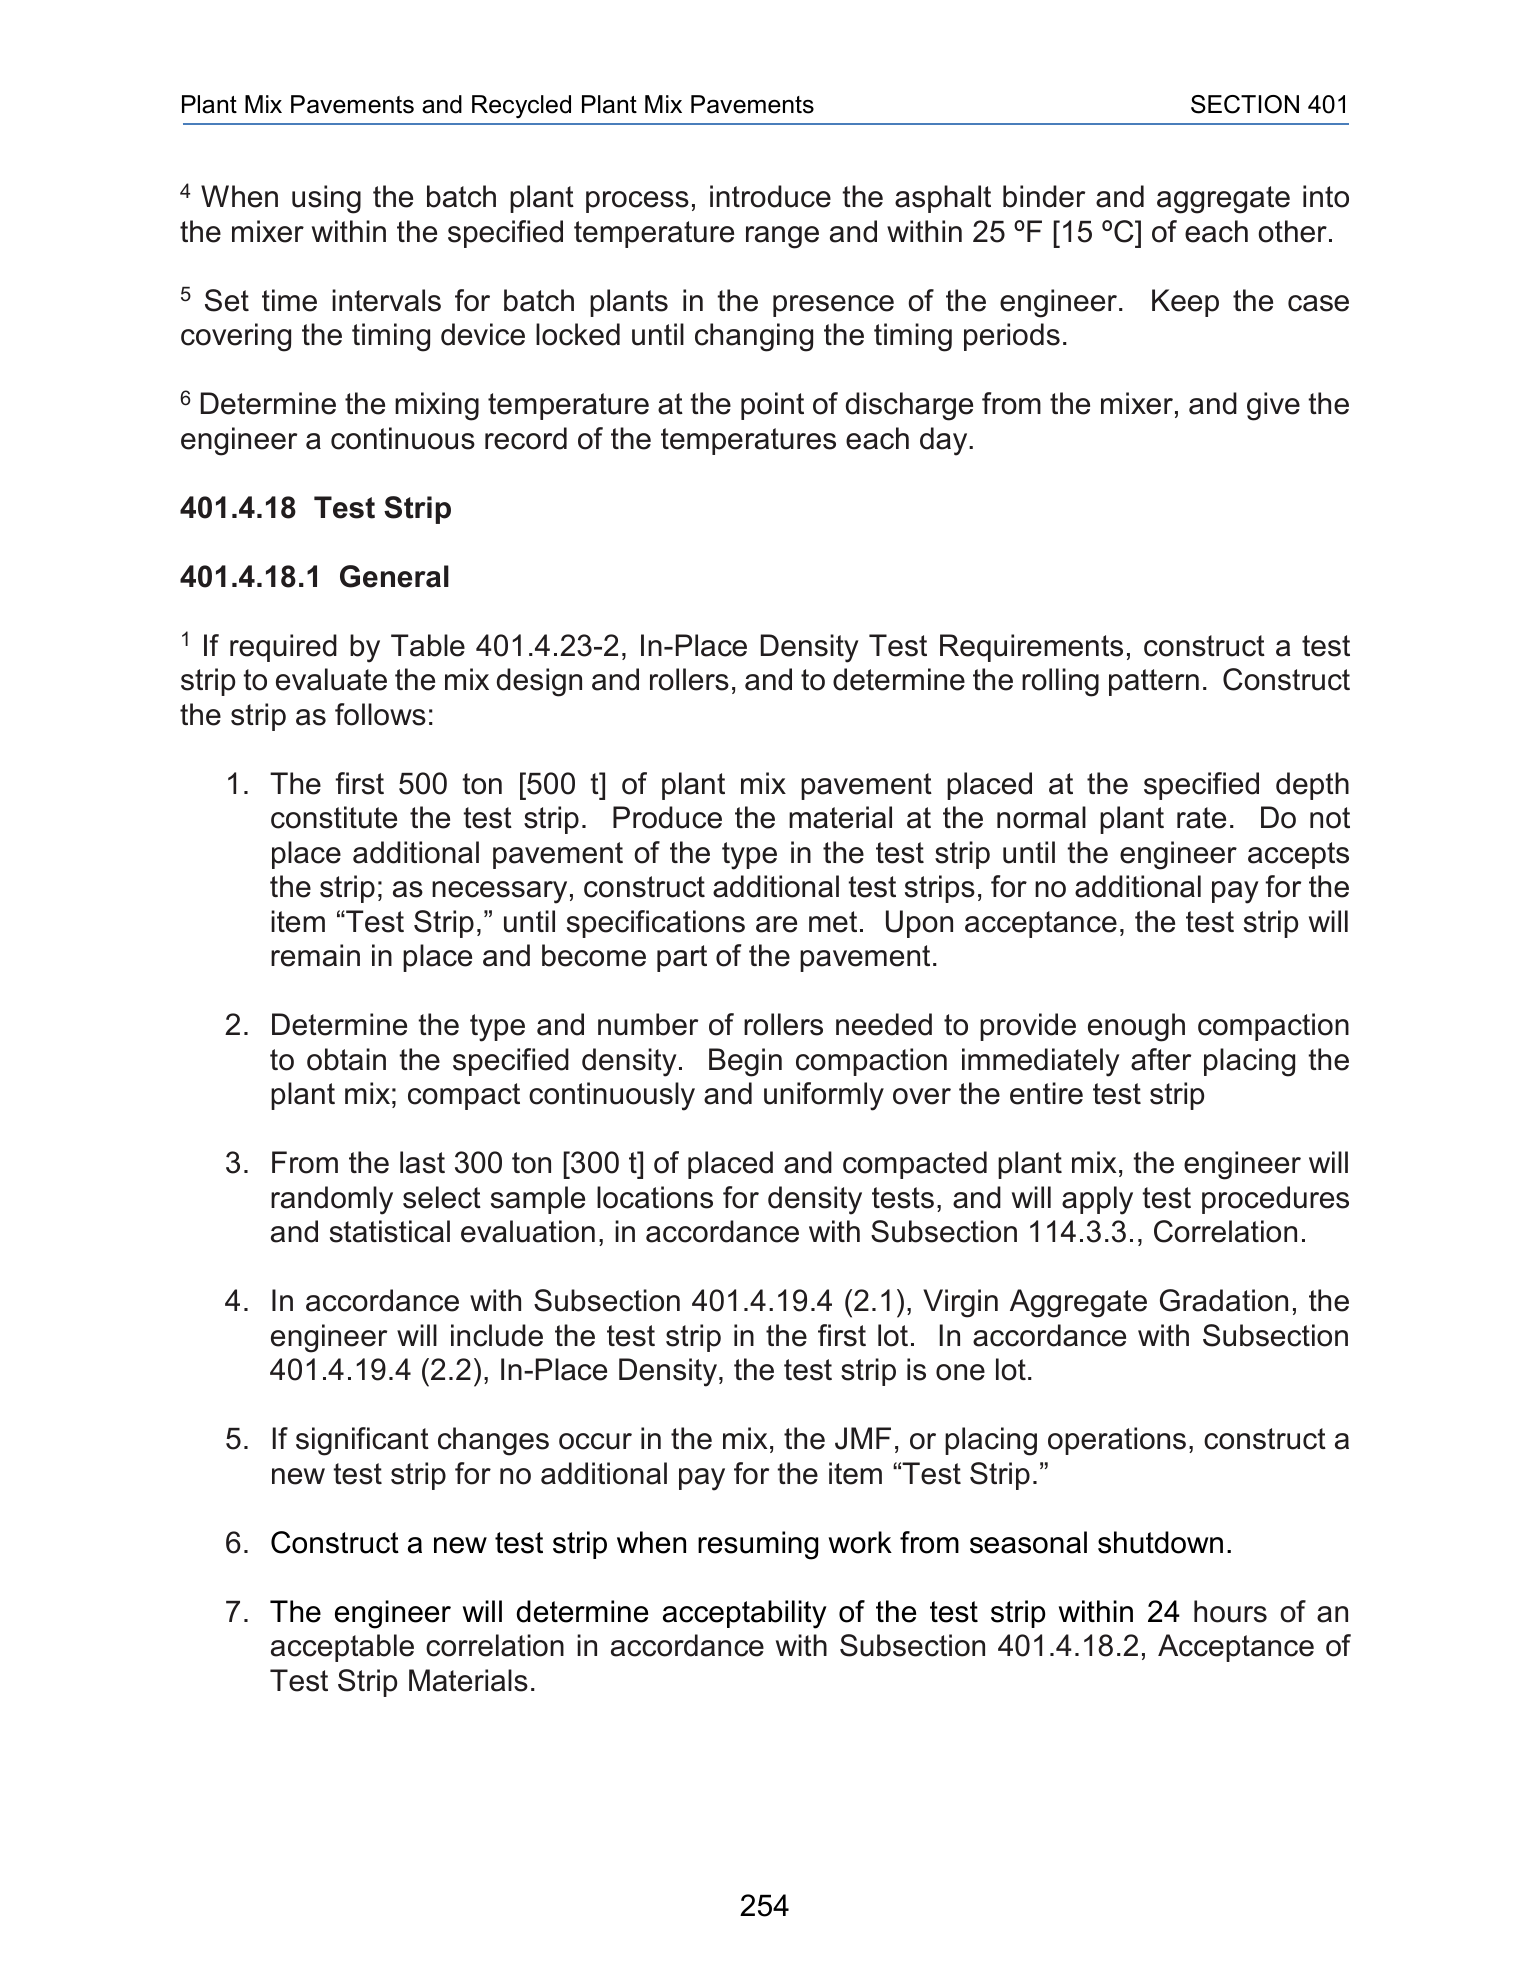 Plant Mix Pavements and Recycled Plant Mix Pavements SECTION 401
4 When using the batch plant process, introduce the asphalt binder and aggregate into
the mixer within the specified temperature range and within 25 ºF [15 ºC] of each other.
5 Set time intervals for batch plants in the presence of the engineer. Keep the case
covering the timing device locked until changing the timing periods.
6 Determine the mixing temperature at the point of discharge from the mixer, and give the
engineer a continuous record of the temperatures each day.
401.4.18 Test Strip
401.4.18.1 General
1 If required by Table 401.4.23-2, In-Place Density Test Requirements, construct a test
strip to evaluate the mix design and rollers, and to determine the rolling pattern. Construct
the strip as follows:
1. The first 500 ton [500 t] of plant mix pavement placed at the specified depth
constitute the test strip. Produce the material at the normal plant rate. Do not
place additional pavement of the type in the test strip until the engineer accepts
the strip; as necessary, construct additional test strips, for no additional pay for the
item “Test Strip,” until specifications are met. Upon acceptance, the test strip will
remain in place and become part of the pavement.
2. Determine the type and number of rollers needed to provide enough compaction
to obtain the specified density. Begin compaction immediately after placing the
plant mix; compact continuously and uniformly over the entire test strip
3. From the last 300 ton [300 t] of placed and compacted plant mix, the engineer will
randomly select sample locations for density tests, and will apply test procedures
and statistical evaluation, in accordance with Subsection 114.3.3., Correlation.
4. In accordance with Subsection 401.4.19.4 (2.1), Virgin Aggregate Gradation, the
engineer will include the test strip in the first lot. In accordance with Subsection
401.4.19.4 (2.2), In-Place Density, the test strip is one lot.
5. If significant changes occur in the mix, the JMF, or placing operations, construct a
new test strip for no additional pay for the item “Test Strip.”
6. Construct a new test strip when resuming work from seasonal shutdown.
7. The engineer will determine acceptability of the test strip within 24 hours of an
acceptable correlation in accordance with Subsection 401.4.18.2, Acceptance of
Test Strip Materials.
254